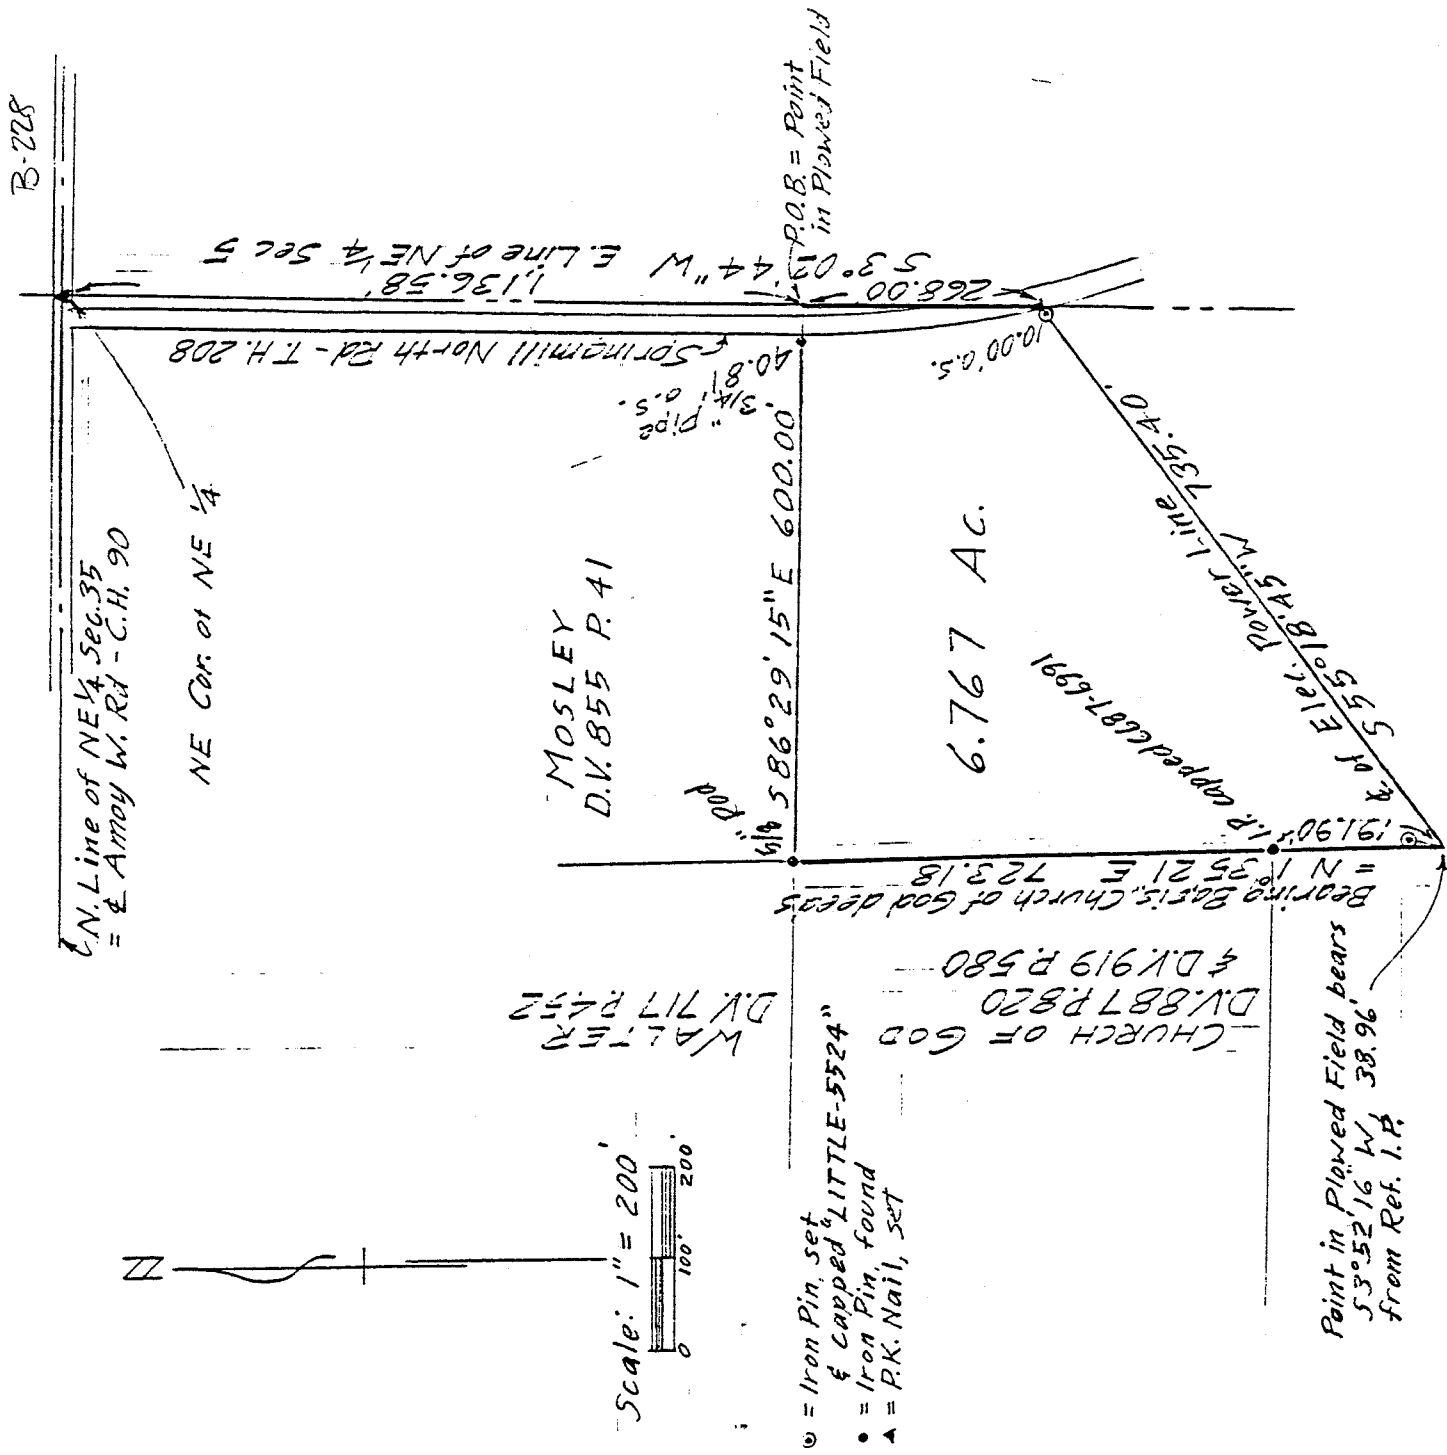 B-228
N. Line of NE 1/4 Sec. 35
= ℄ Amoy W. Rd - C.H. 90
NE Cor. of NE 1/4
1,136.58'
E. Line of NE 1/4 Sec 5
S 3° 02' 44" W
268.00
P.O.B. = Point
in Plowed Field
Springmill North Rd - T.H. 208
40.81
3/4" Pipe
o.s.
10.00' o.s.
MOSLEY
D.V. 855 P. 41
S 86° 29' 15" E 600.00
5/8" Rod
6.767 Ac.
I.P. capped
℄ of Elec. Power Line 735.40'
S 55° 18' 45" W
191.90'
Bearing Basis, Church of God deeds
= N 1° 35' 21" E 723.18
WALTER
D.V. 717 P. 452
CHURCH OF GOD
D.V. 887 P. 820
& D.V. 919 P. 580
Scale: 1" = 200'
0 100' 200'
⊙ = Iron Pin, set
& capped "LITTLE-5524"
● = Iron Pin, found
▲ = P.K. Nail, set
Point in Plowed Field bears
S 3° 52' 16" W, 38.96'
from Ref. I.P.